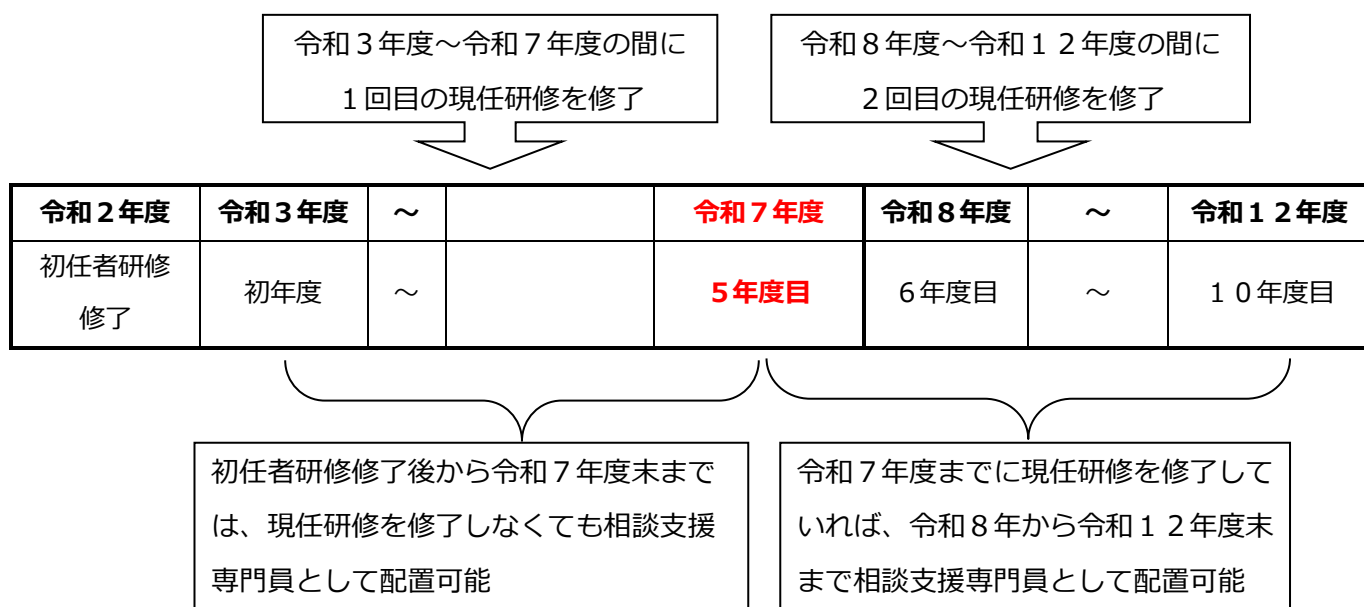 令和３年度～令和７年度の間に
１回目の現任研修を修了
令和８年度～令和１２年度の間に
２回目の現任研修を修了
令和２年度 令和３年度 ～ 令和７年度 令和８年度 ～ 令和１２年度
初任者研修
修了 初年度 ～ ５年度目 ６年度目 ～ １０年度目
初任者研修修了後から令和７年度末まで
は、現任研修を修了しなくても相談支援
専門員として配置可能
令和７年度までに現任研修を修了して
いれば、令和８年から令和１２年度末
まで相談支援専門員として配置可能